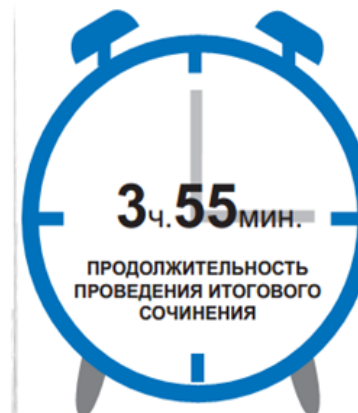 3ч.55мин.
ПРОДОЛЖИТЕЛЬНОСТЬ
ПРОВЕДЕНИЯ ИТОГОВОГО
СОЧИНЕНИЯ